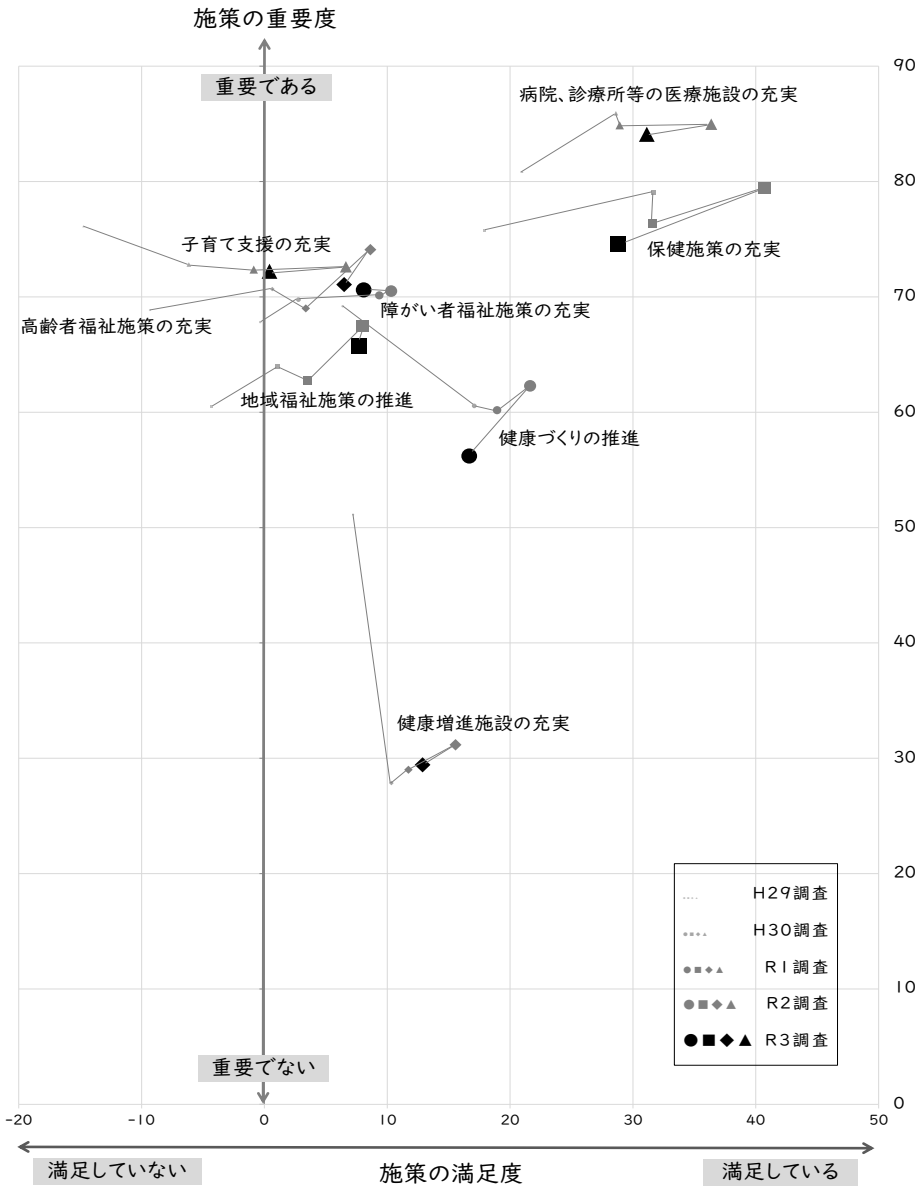 施策の重要度
90
重要である
病院、診療所等の医療施設の充実
80
子育て支援の充実
保健施策の充実
70
障がい者福祉施策の充実
高齢者福祉施策の充実
地域福祉施策の推進
60
健康づくりの推進
50
40
健康増進施設の充実
30
20
H29調査
H30調査
R1調査
10
R2調査
R3調査
重要でない
0
-20 -10 0 10 20 30 40 50
満足していない 施策の満足度 満足している